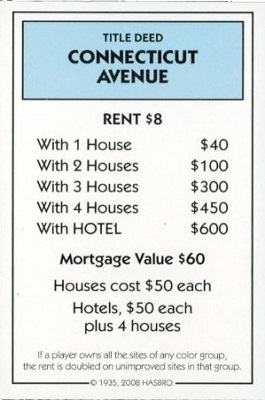 TITLE DEED
CONNECTICUT
AVENUE
RENT $8
With 1 House $40
With 2 Houses $100
With 3 Houses $300
With 4 Houses $450
With HOTEL $600
Mortgage Value $60
Houses cost $50 each
Hotels, $50 each
plus 4 houses
If a player owns all the sites of any color group,
the rent is doubled on unimproved sites in that group.
© 1935, 2008 HASBRO